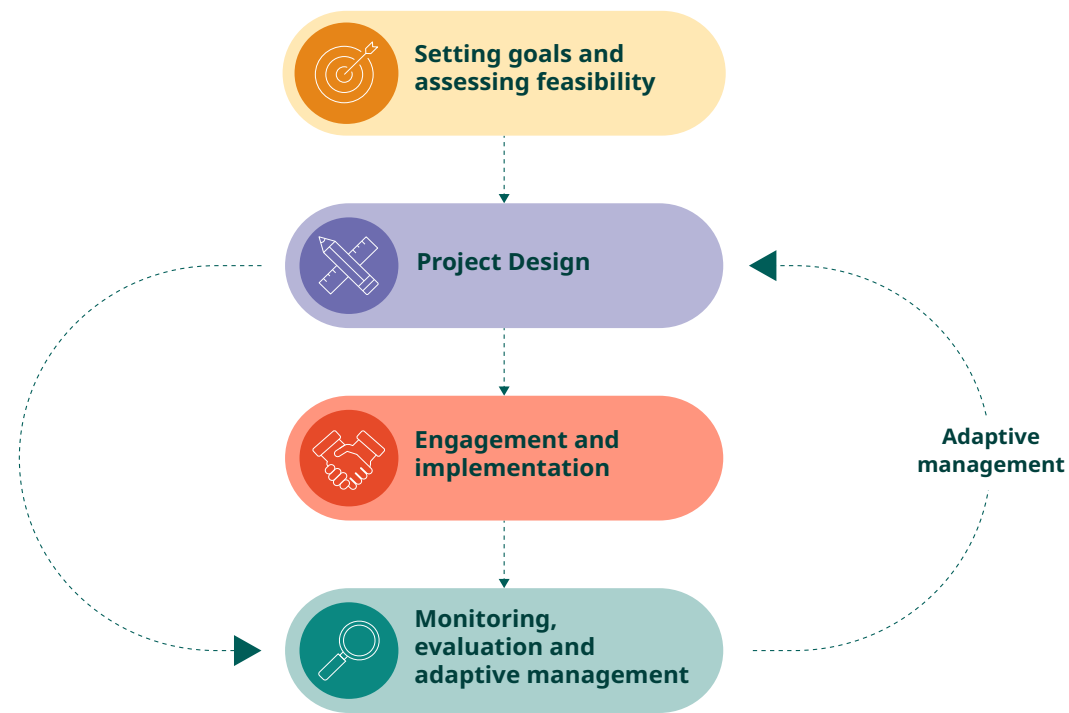 Setting goals and
assessing feasibility
Project Design
Engagement and
implementation
Adaptive
management
Monitoring,
evaluation and
adaptive management